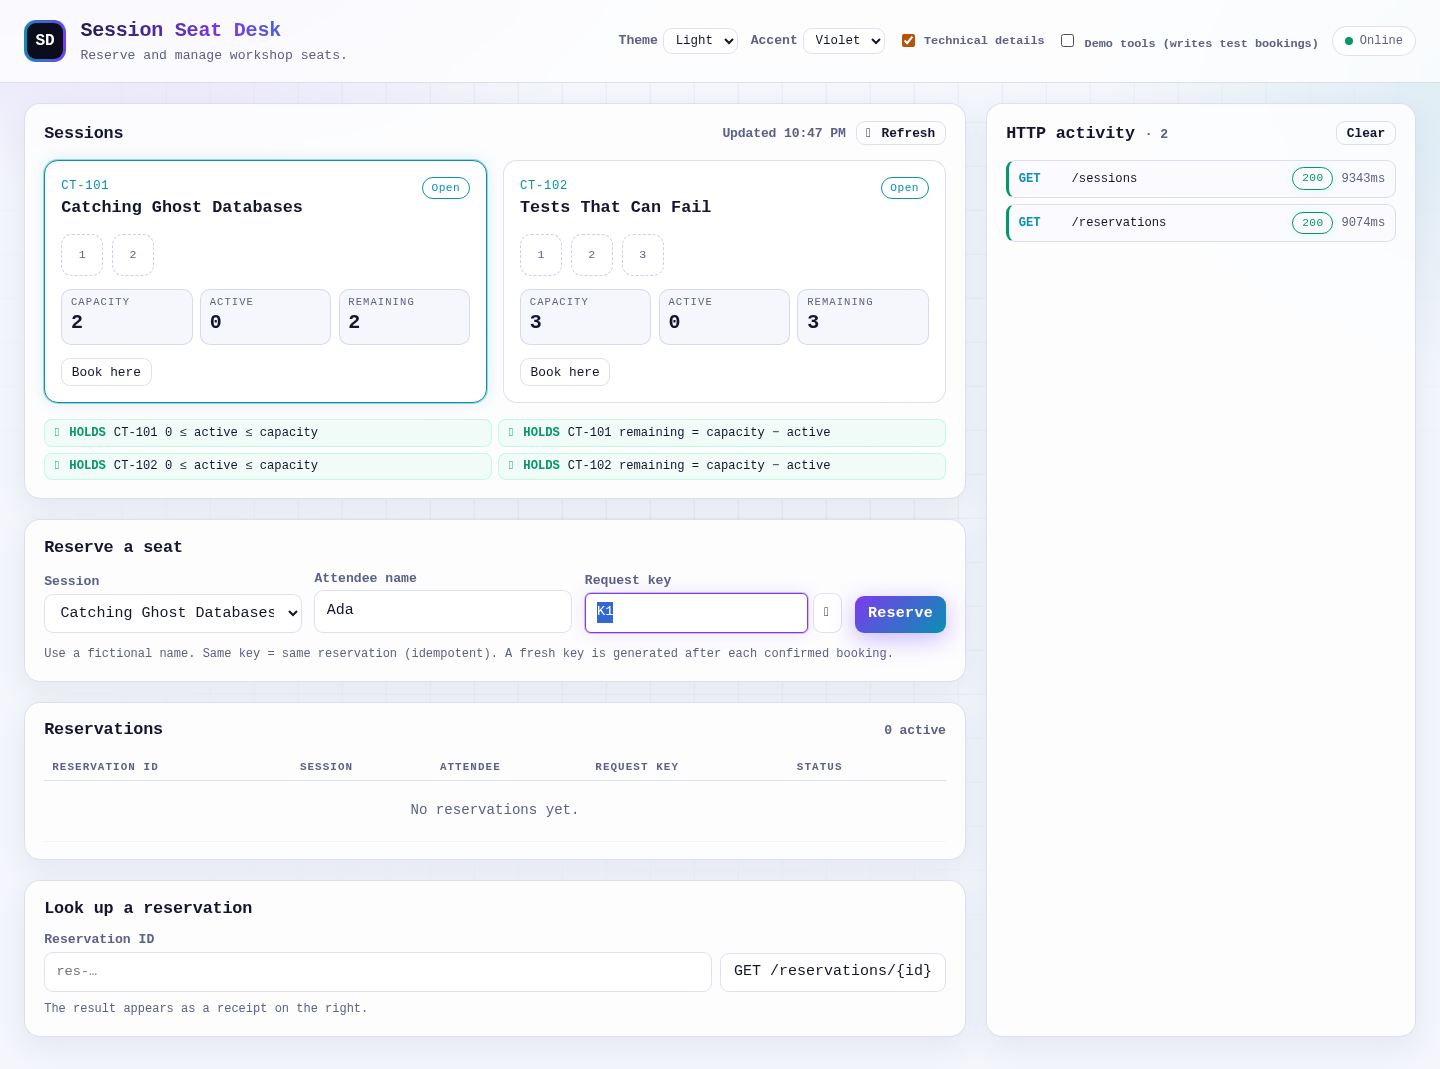 SD
Session Seat Desk
Reserve and manage workshop seats.
Theme Light Accent Violet Technical details Demo tools (writes test bookings) Online
Sessions
Updated 10:47 PM Refresh
CT-101
Open
Catching Ghost Databases
1 2
CAPACITY ACTIVE REMAINING
2 0 2
Book here
CT-102
Open
Tests That Can Fail
1 2 3
CAPACITY ACTIVE REMAINING
3 0 3
Book here
HOLDS CT-101 0 ≤ active ≤ capacity
HOLDS CT-101 remaining = capacity − active
HOLDS CT-102 0 ≤ active ≤ capacity
HOLDS CT-102 remaining = capacity − active
Reserve a seat
Session Attendee name Request key
Catching Ghost Databases Ada K1 Reserve
Use a fictional name. Same key = same reservation (idempotent). A fresh key is generated after each confirmed booking.
Reservations
0 active
RESERVATION ID SESSION ATTENDEE REQUEST KEY STATUS
No reservations yet.
Look up a reservation
Reservation ID
res-… GET /reservations/{id}
The result appears as a receipt on the right.
HTTP activity · 2
Clear
GET /sessions 200 9343ms
GET /reservations 200 9074ms